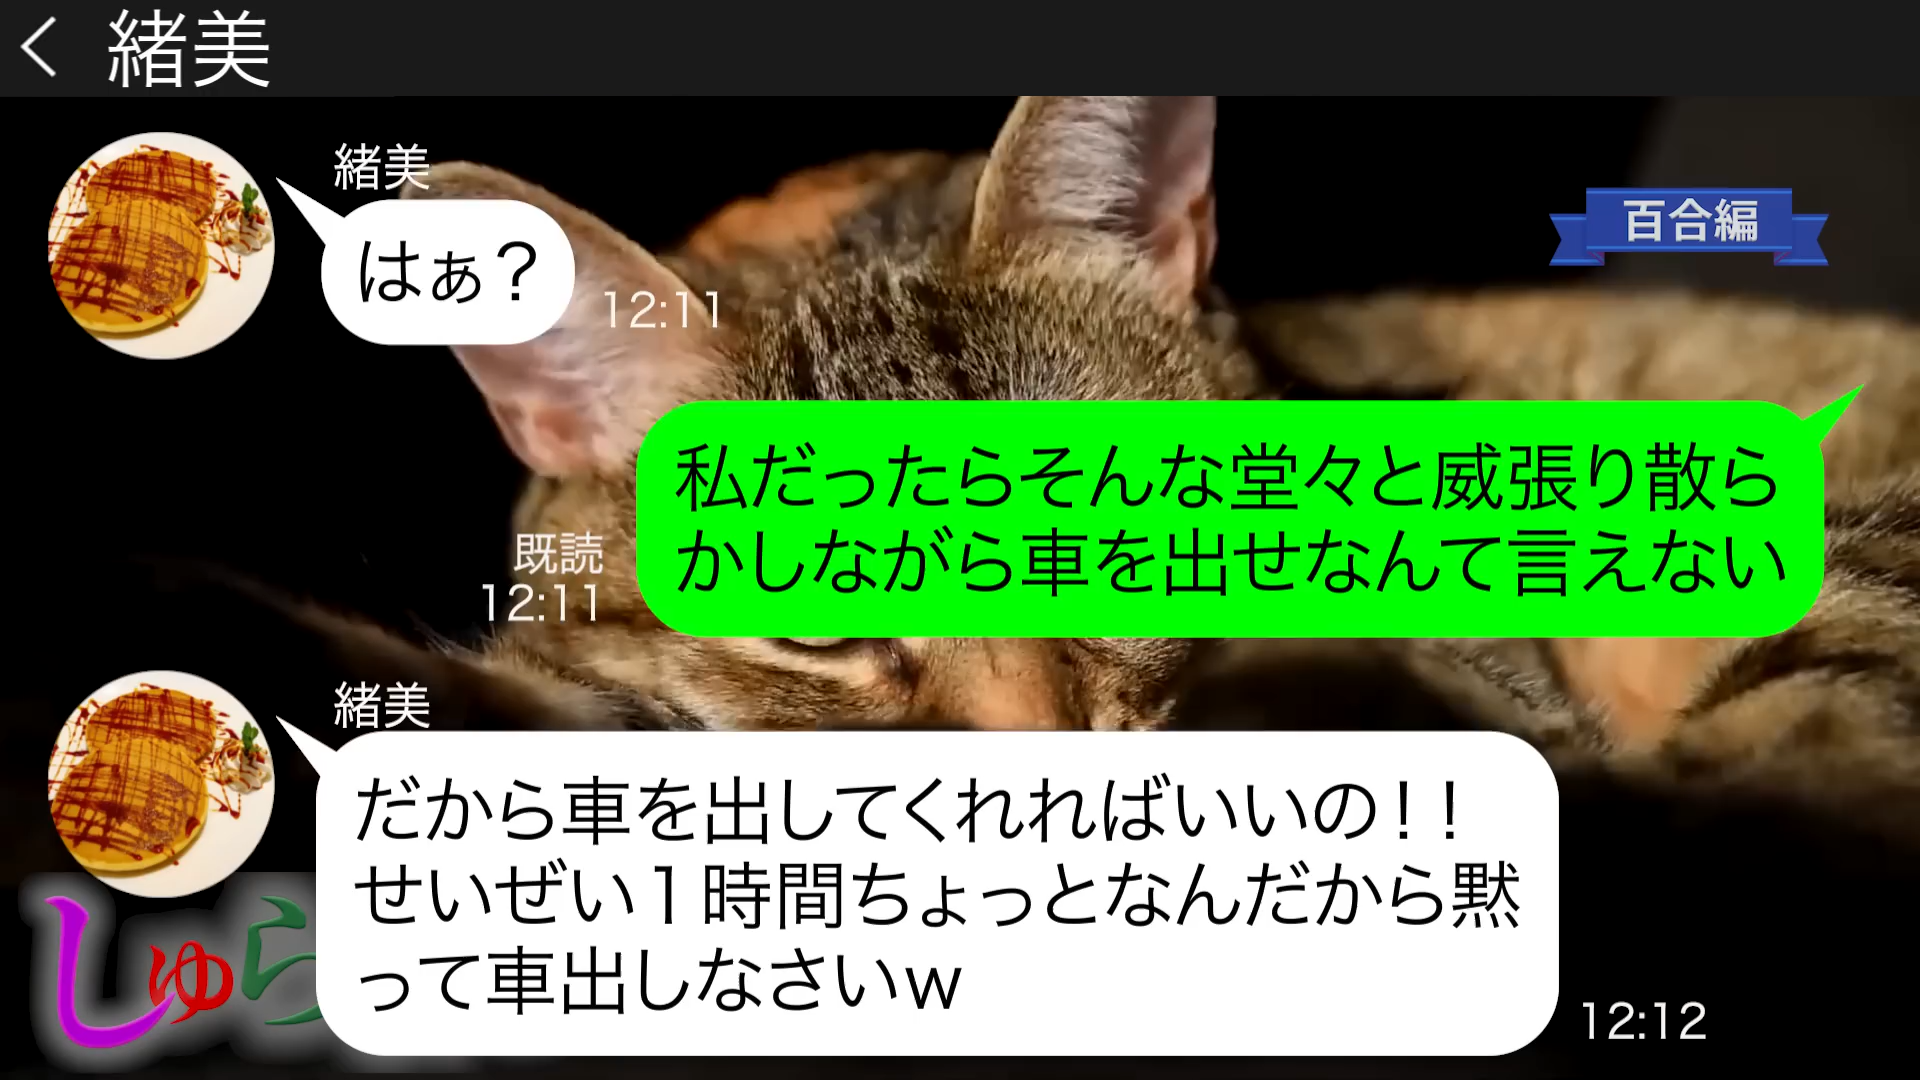 緒美
緒美
はぁ？
12:11
百合編
私だったらそんな堂々と威張り散ら
かしながら車を出せなんて言えない
既読
12:11
緒美
だから車を出してくれればいいの！！
せいぜい１時間ちょっとなんだから黙
って車出しなさいｗ
12:12
しゅら